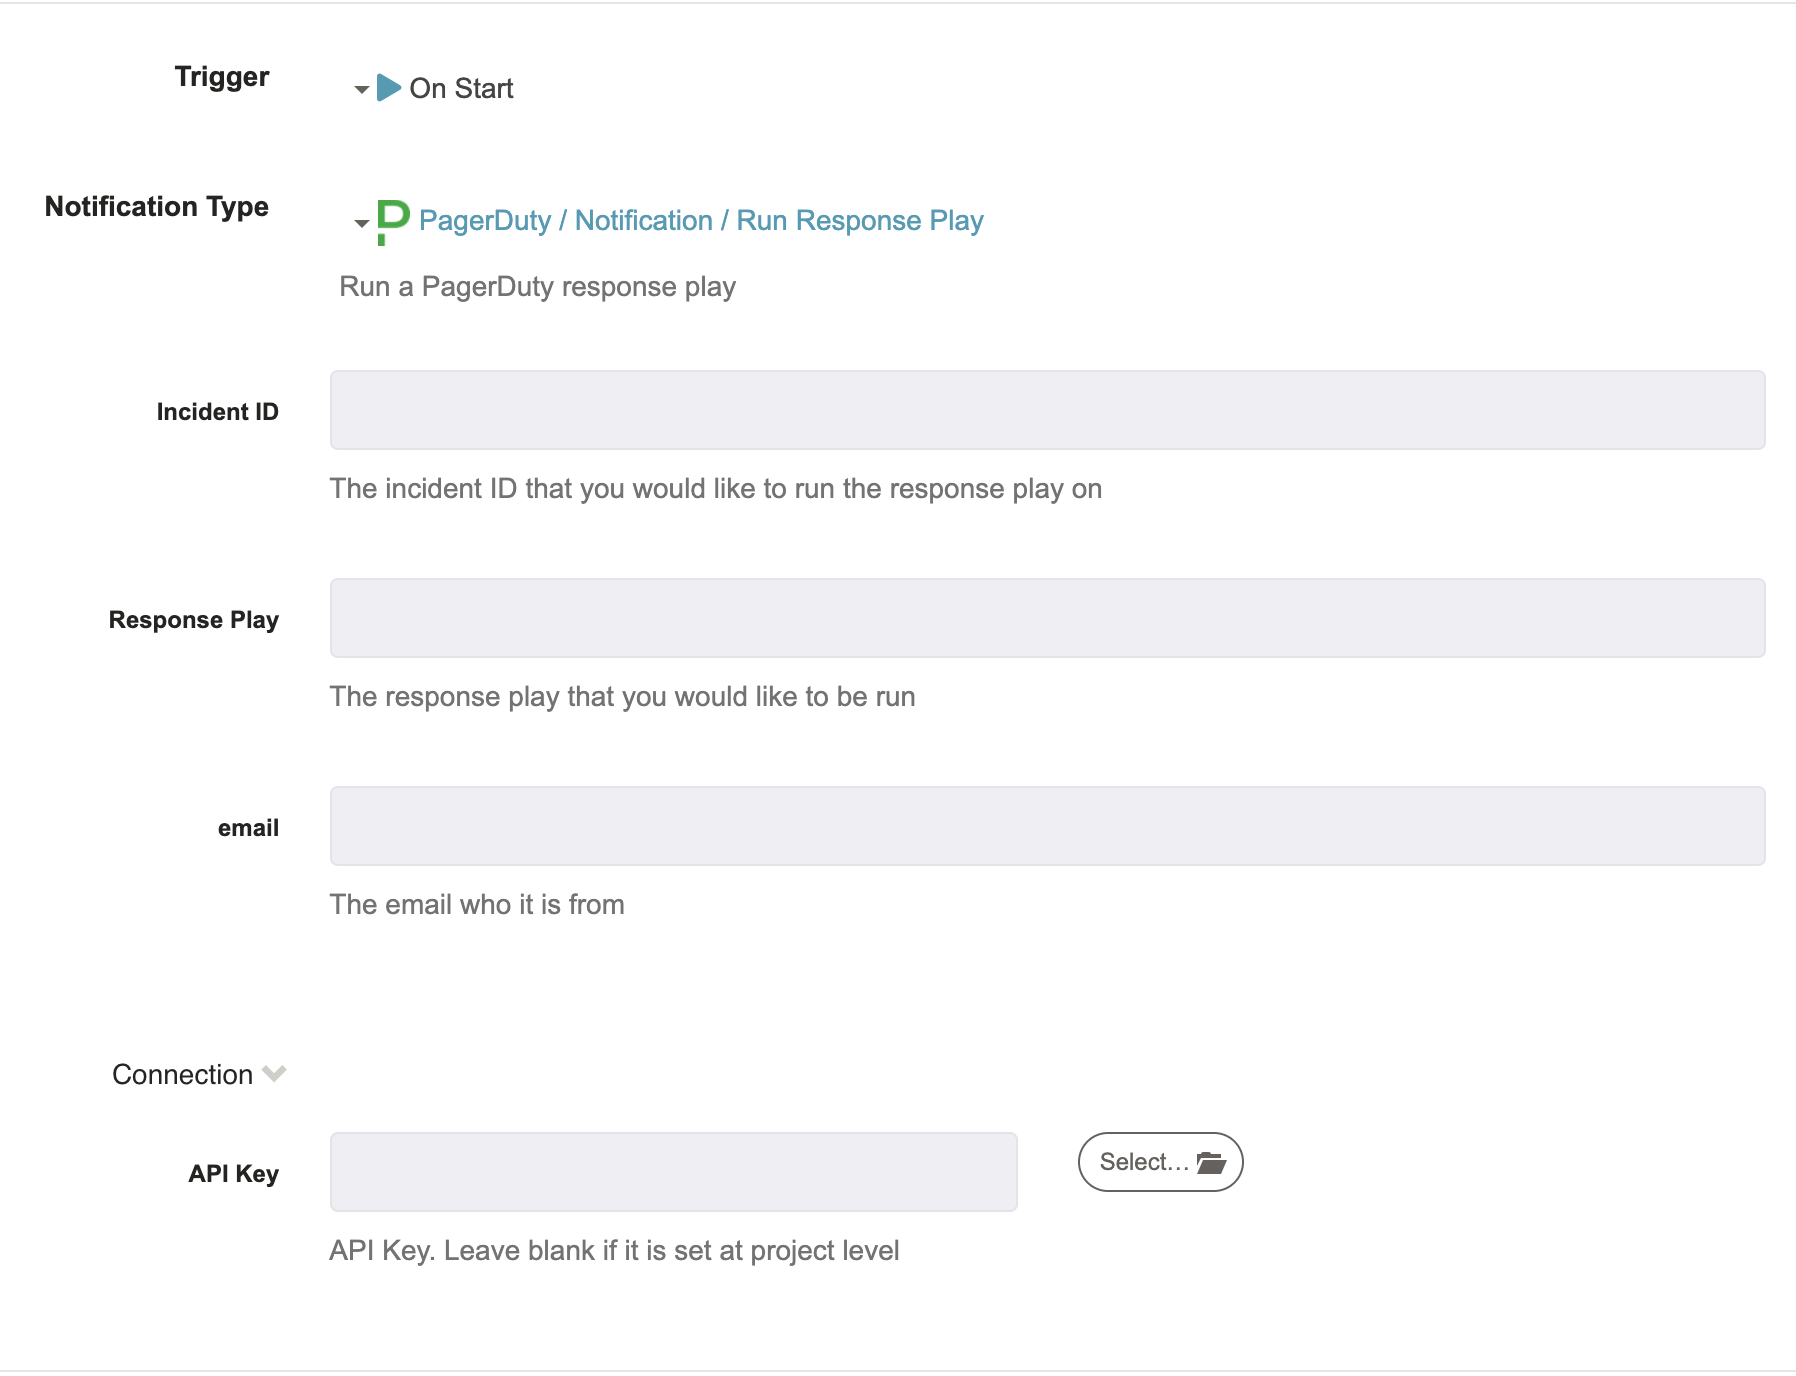 Trigger
On Start
Notification Type
PagerDuty / Notification / Run Response Play
Run a PagerDuty response play
Incident ID
The incident ID that you would like to run the response play on
Response Play
The response play that you would like to be run
email
The email who it is from
Connection
API Key
Select...
API Key. Leave blank if it is set at project level